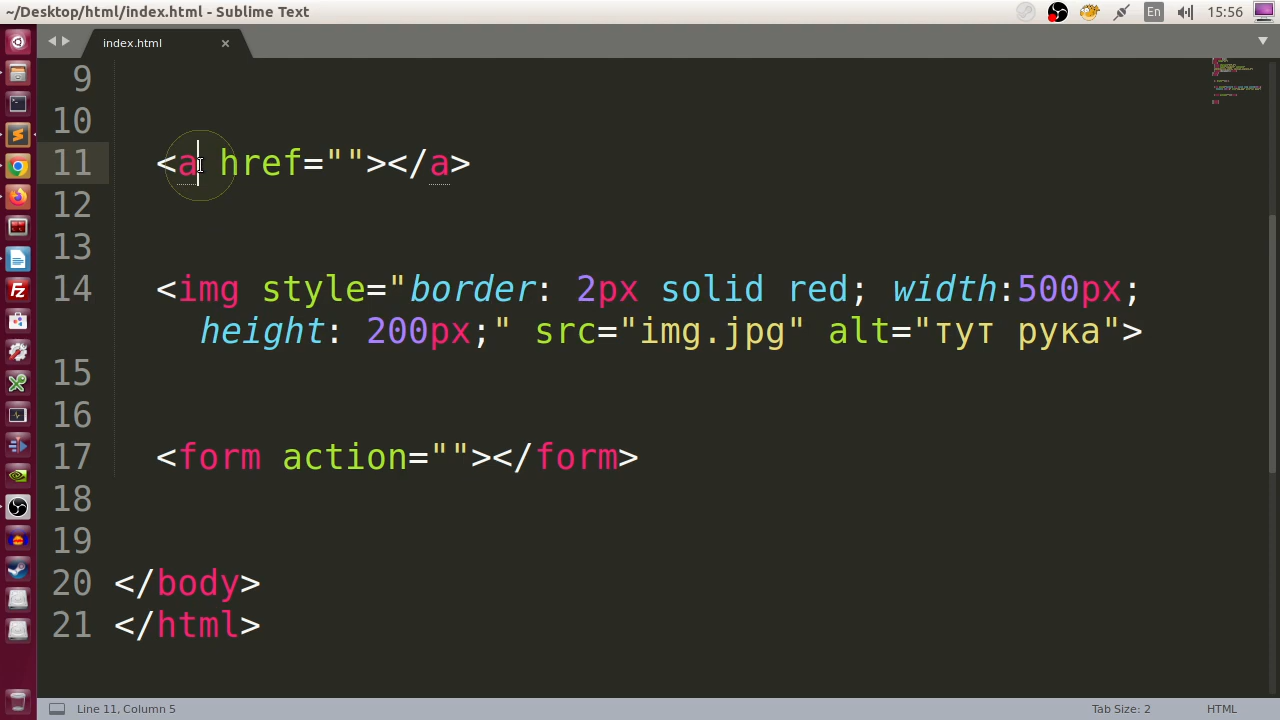 ~/Desktop/html/index.html - Sublime Text
En
15:56
index.html
9
10
11 <a href=""></a>
12
13
14 <img style="border: 2px solid red; width:500px;
height: 200px;" src="img.jpg" alt="тут рука">
15
16
17 <form action=""></form>
18
19
20 </body>
21 </html>
Line 11, Column 5
Tab Size: 2
HTML